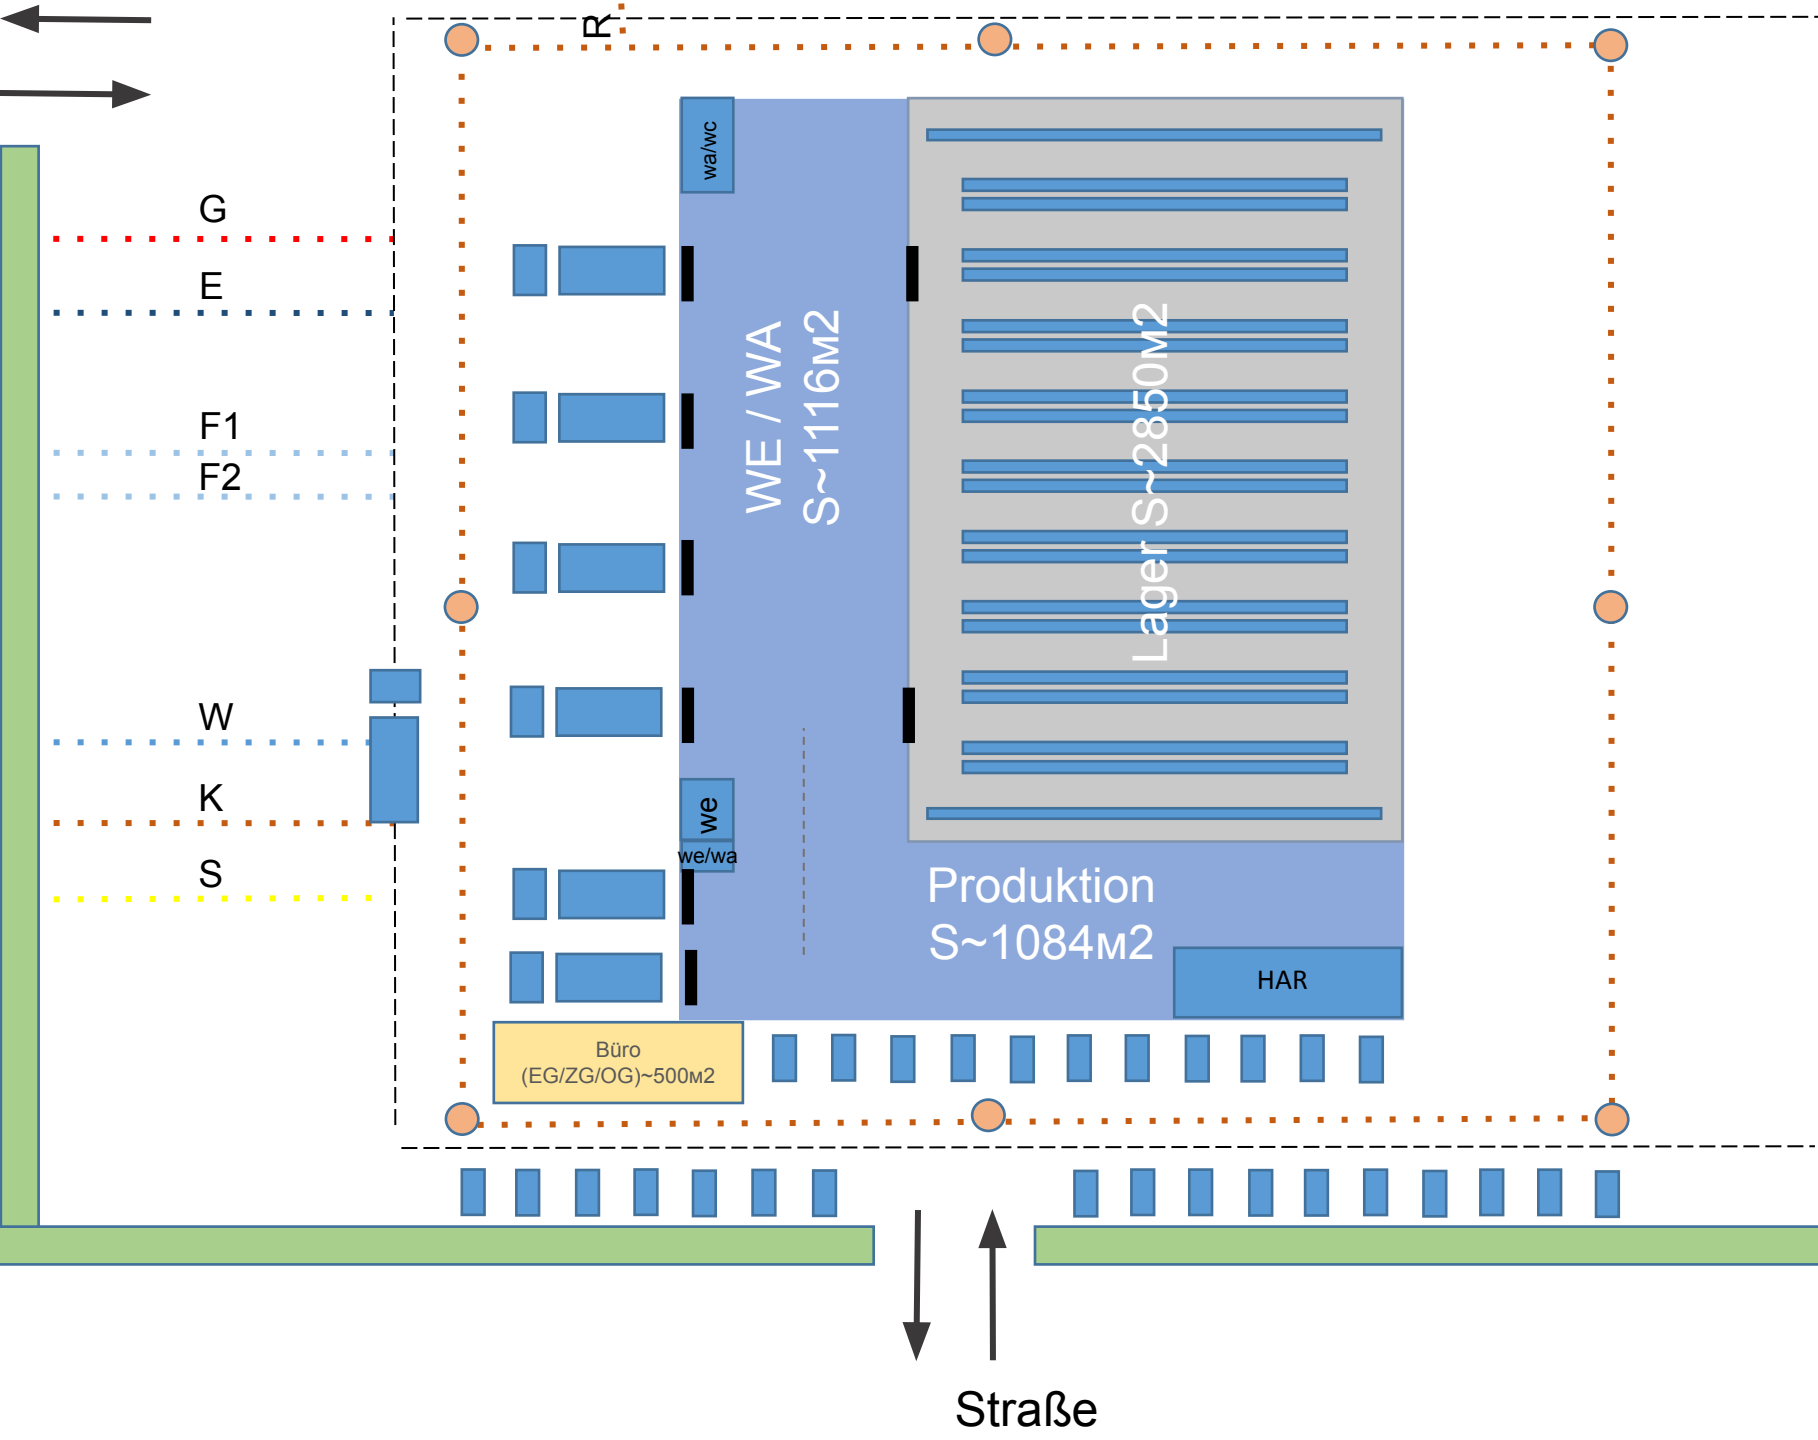 R
wa/wc
G
E
F1
F2
WE / WA
S~1116м2
Lager S~2850м2
W
K
S
we
we/wa
Produktion
S~1084м2
HAR
Büro
(EG/ZG/OG)~500м2
Straße